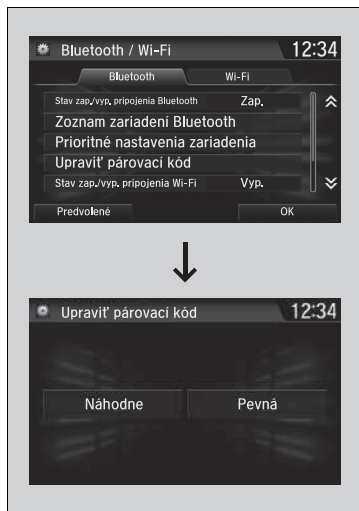 Bluetooth / Wi-Fi 12:34
Bluetooth Wi-Fi
Stav zap./vyp. pripojenia Bluetooth Zap.
Zoznam zariadení Bluetooth
Prioritné nastavenia zariadenia
Upraviť párovací kód
Stav zap./vyp. pripojenia Wi-Fi Vyp.
Predvolené OK
Upraviť párovací kód 12:34
Náhodne Pevná